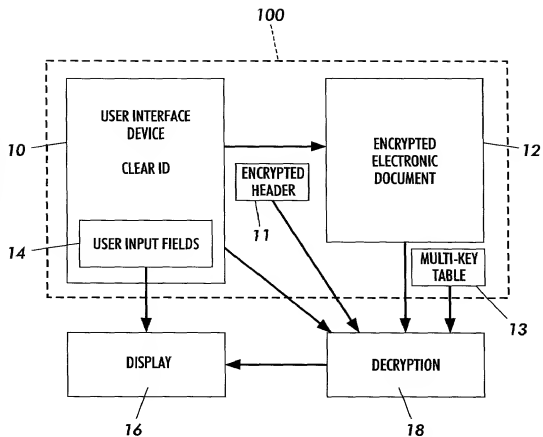 100
USER INTERFACE
DEVICE
CLEAR ID
10
ENCRYPTED
ELECTRONIC
DOCUMENT
12
ENCRYPTED
HEADER
11
14
USER INPUT FIELDS
MULTI-KEY
TABLE
13
DISPLAY
16
DECRYPTION
18